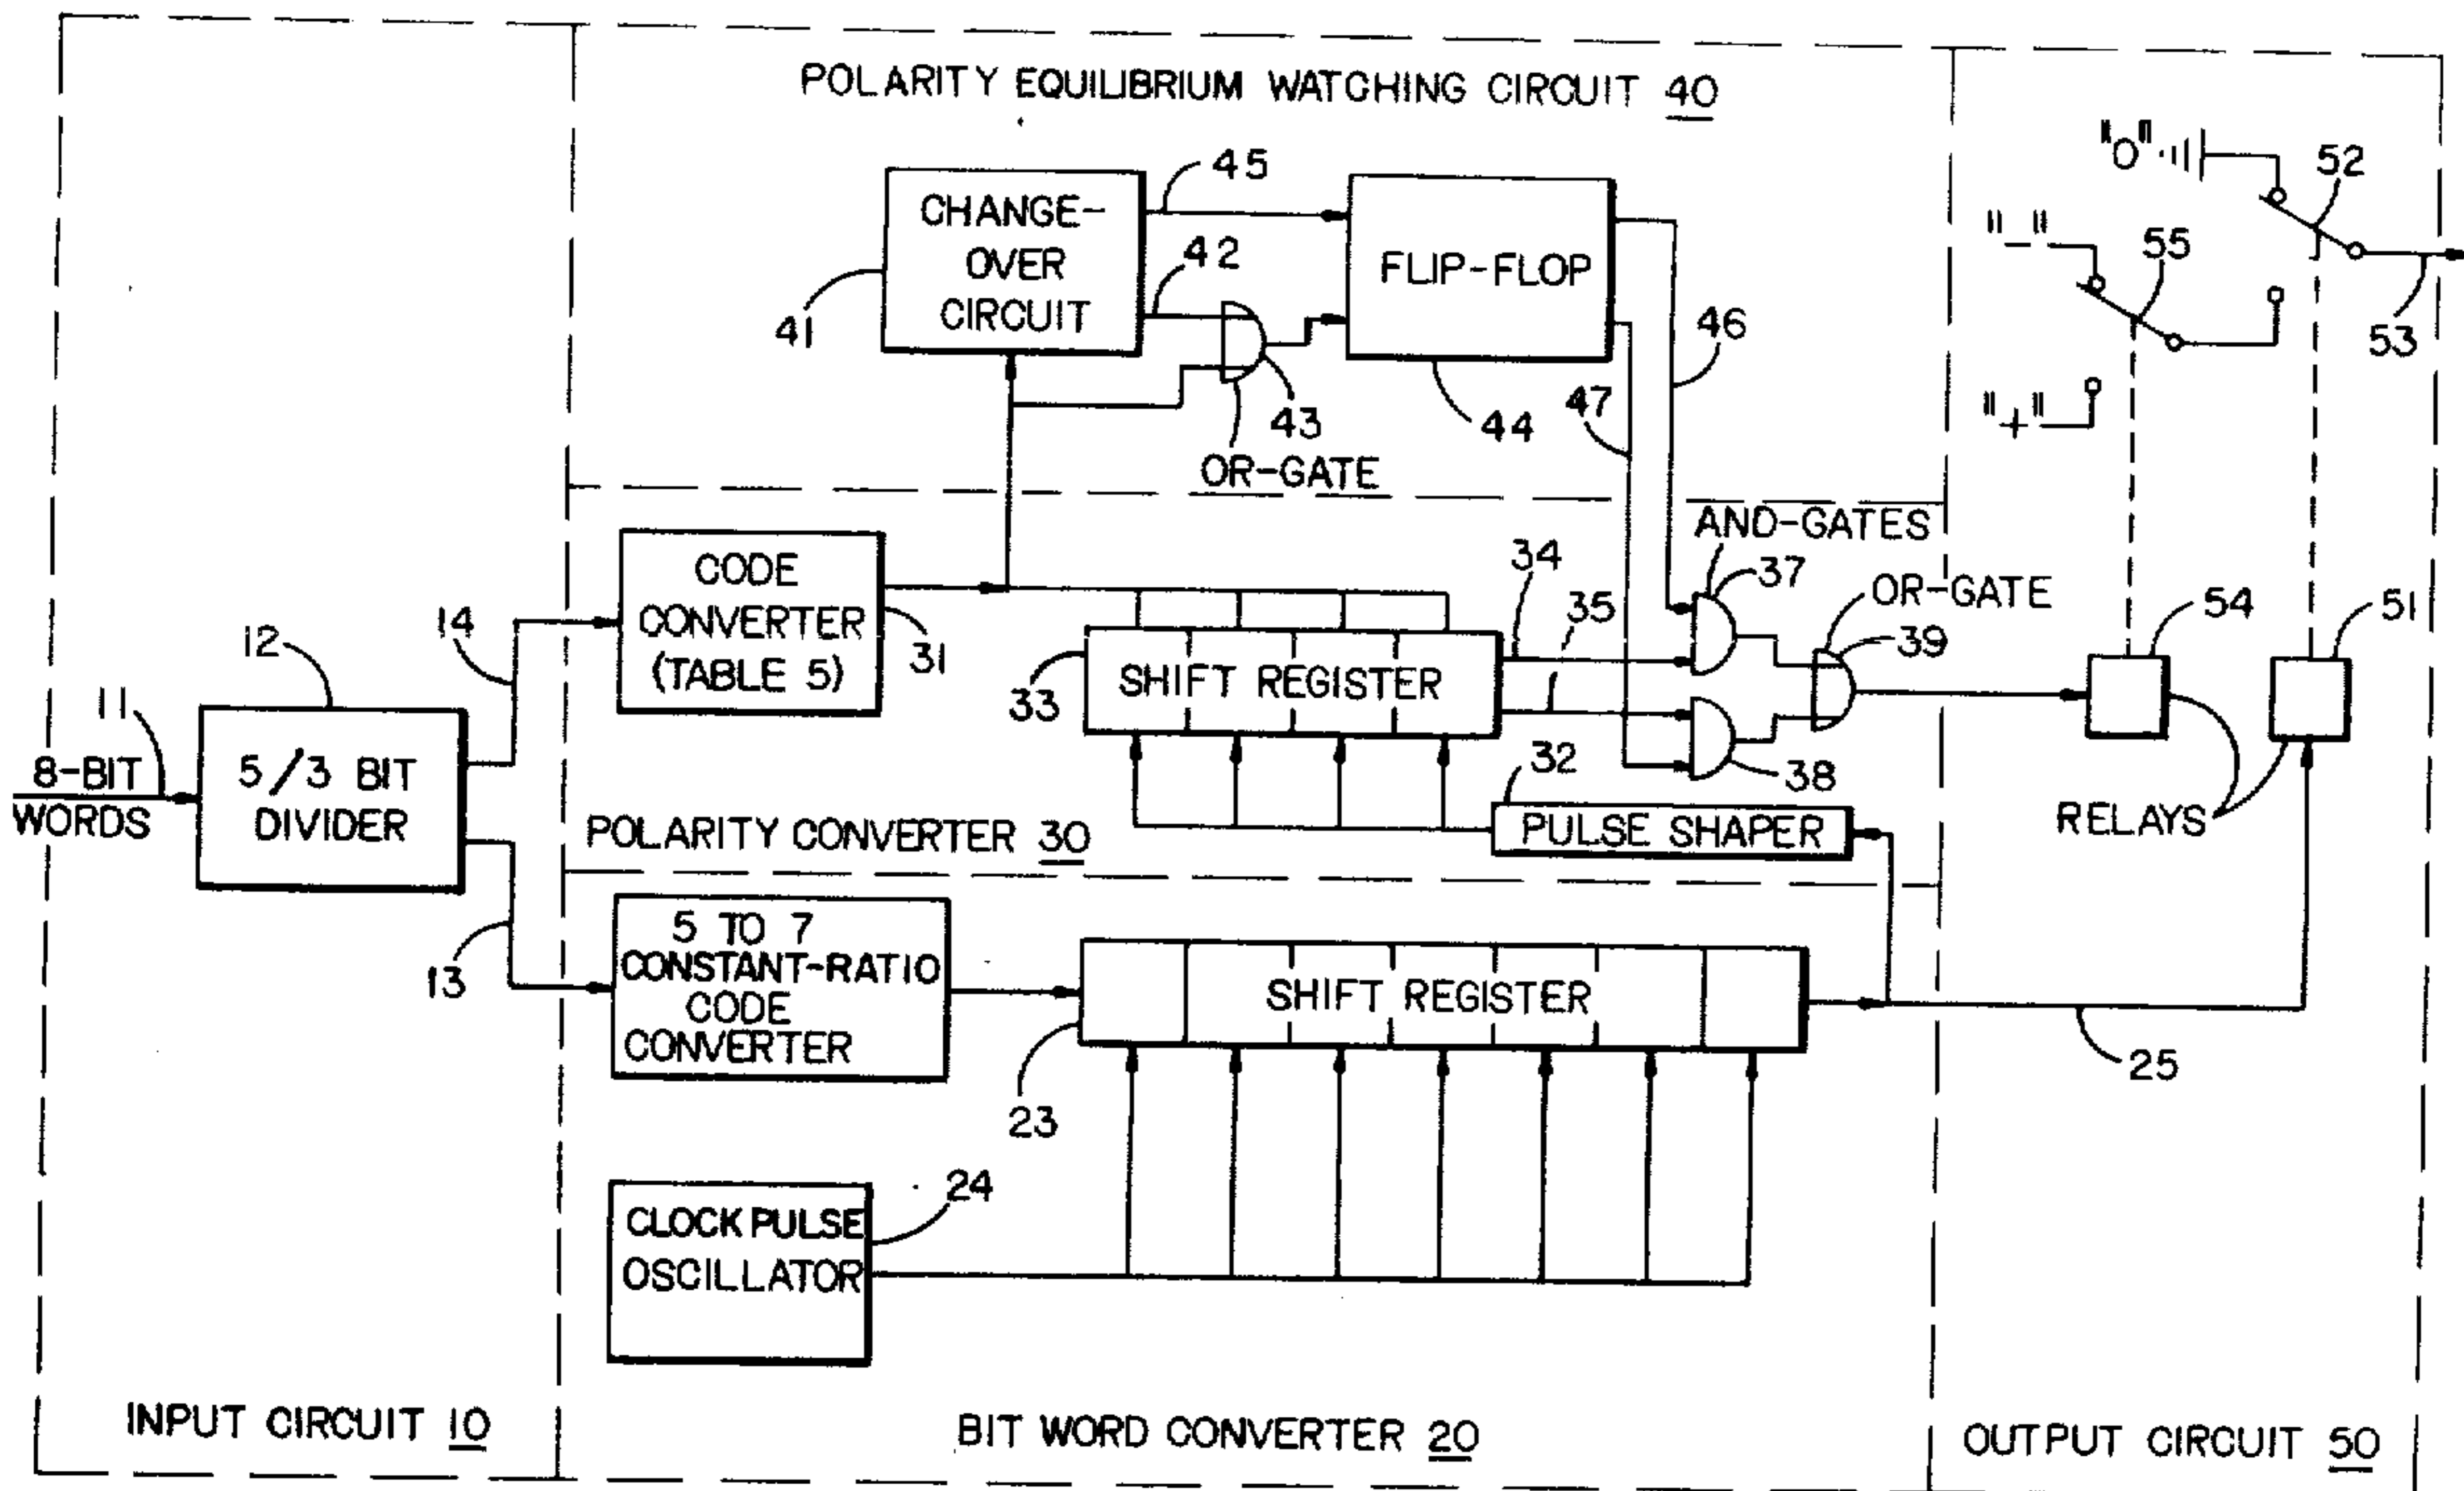 POLARITY EQUILIBRIUM WATCHING CIRCUIT 40
"0"
52
45
CHANGE-
OVER
CIRCUIT
42
41
FLIP-FLOP
"-"
55
53
46
43
44
47
"+"
OR-GATE
AND-GATES
CODE
CONVERTER
(TABLE 5)
31
34
37
35
OR-GATE
39
54
51
14
12
33
SHIFT REGISTER
11
8-BIT
WORDS
5/3 BIT
DIVIDER
32
38
RELAYS
POLARITY CONVERTER 30
PULSE SHAPER
13
5 TO 7
CONSTANT-RATIO
CODE
CONVERTER
SHIFT REGISTER
23
25
24
CLOCK PULSE
OSCILLATOR
INPUT CIRCUIT 10
BIT WORD CONVERTER 20
OUTPUT CIRCUIT 50